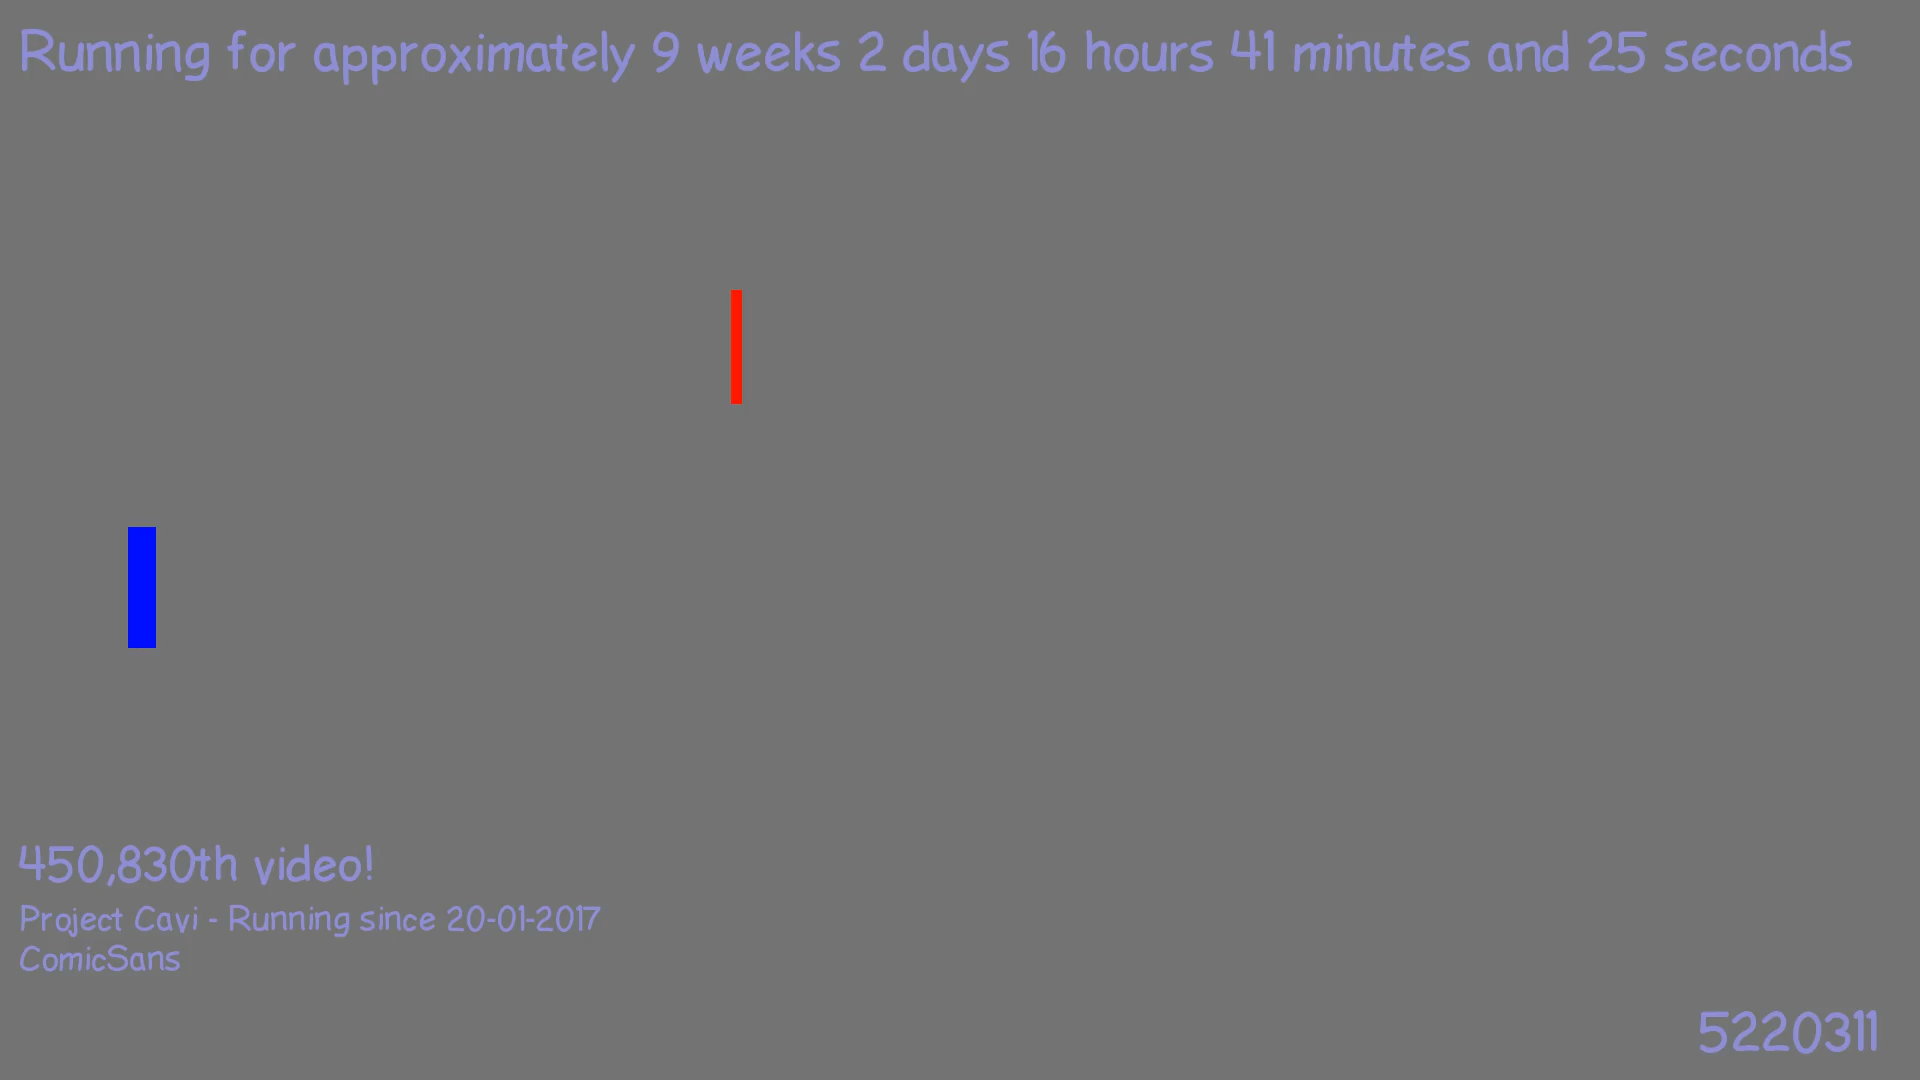 Running for approximately 9 weeks 2 days 16 hours 41 minutes and 25 seconds
450,830th video!
Project Cavi - Running since 20-01-2017
ComicSans
5220311